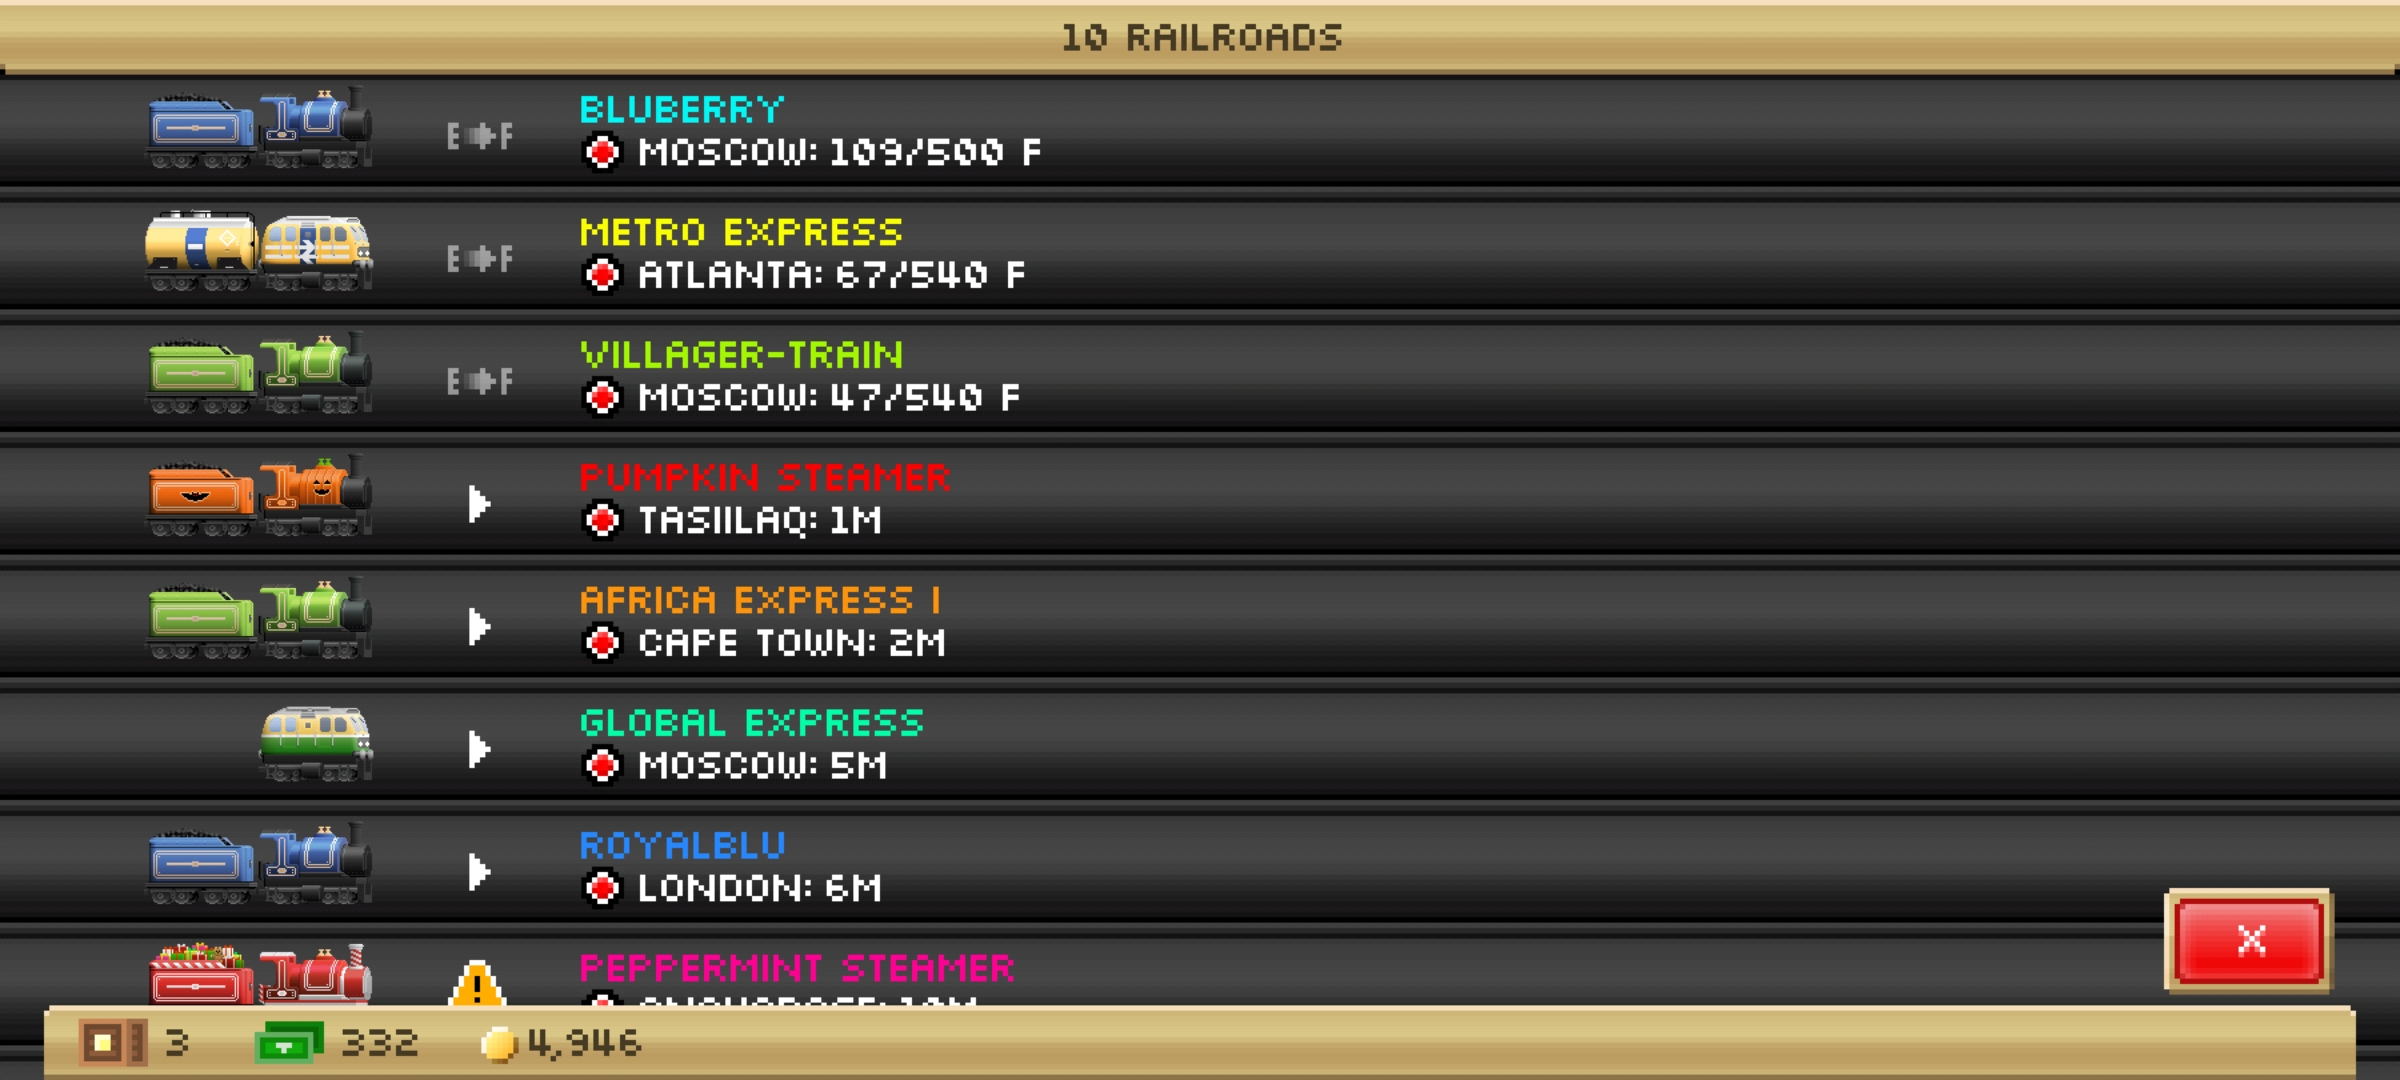 10 RAILROADS
BLUBERRY
E F
MOSCOW: 109/500 F
METRO EXPRESS
E F
ATLANTA: 67/540 F
VILLAGER-TRAIN
E F
MOSCOW: 47/540 F
PUMPKIN STEAMER
TASIILAQ: 1M
AFRICA EXPRESS I
CAPE TOWN: 2M
GLOBAL EXPRESS
MOSCOW: 5M
ROYALBLU
LONDON: 6M
PEPPERMINT STEAMER
X
3 332 4,946